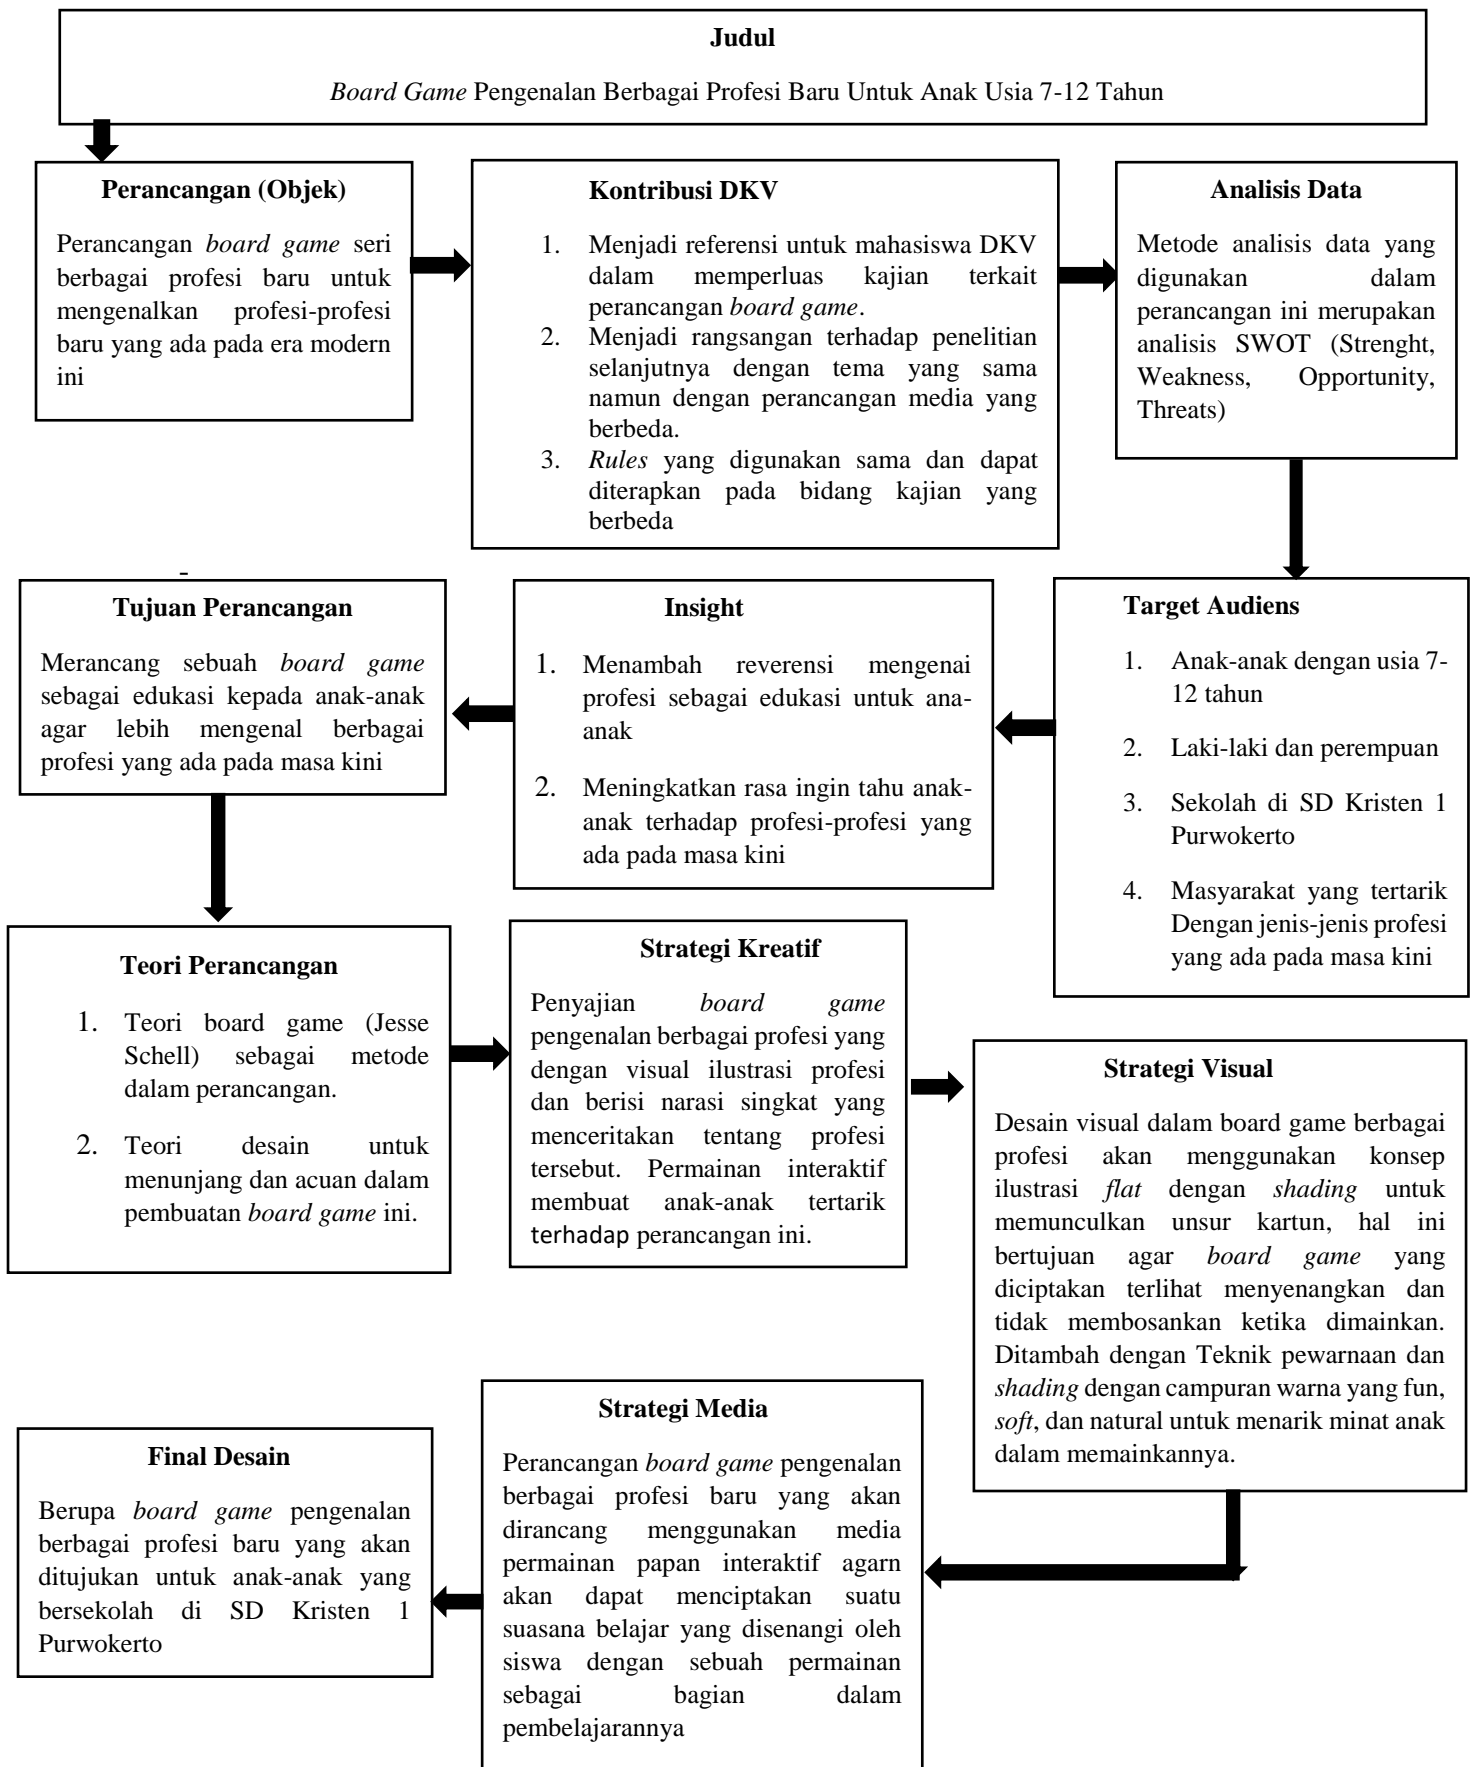 Judul
Board Game Pengenalan Berbagai Profesi Baru Untuk Anak Usia 7-12 Tahun
Perancangan (Objek)
Perancangan board game seri
berbagai profesi baru untuk
mengenalkan profesi-profesi
baru yang ada pada era modern
ini
Kontribusi DKV
1. Menjadi referensi untuk mahasiswa DKV
dalam memperluas kajian terkait
perancangan board game.
2. Menjadi rangsangan terhadap penelitian
selanjutnya dengan tema yang sama
namun dengan perancangan media yang
berbeda.
3. Rules yang digunakan sama dan dapat
diterapkan pada bidang kajian yang
berbeda
Analisis Data
Metode analisis data yang
digunakan dalam
perancangan ini merupakan
analisis SWOT (Strenght,
Weakness, Opportunity,
Threats)
Target Audiens
1. Anak-anak dengan usia 7-
12 tahun
2. Laki-laki dan perempuan
3. Sekolah di SD Kristen 1
Purwokerto
4. Masyarakat yang tertarik
Dengan jenis-jenis profesi
yang ada pada masa kini
Insight
1. Menambah reverensi mengenai
profesi sebagai edukasi untuk ana-
anak
2. Meningkatkan rasa ingin tahu anak-
anak terhadap profesi-profesi yang
ada pada masa kini
-
Tujuan Perancangan
Merancang sebuah board game
sebagai edukasi kepada anak-anak
agar lebih mengenal berbagai
profesi yang ada pada masa kini
Teori Perancangan
1. Teori board game (Jesse
Schell) sebagai metode
dalam perancangan.
2. Teori desain untuk
menunjang dan acuan dalam
pembuatan board game ini.
Strategi Kreatif
Penyajian board game
pengenalan berbagai profesi yang
dengan visual ilustrasi profesi
dan berisi narasi singkat yang
menceritakan tentang profesi
tersebut. Permainan interaktif
membuat anak-anak tertarik
terhadap perancangan ini.
Strategi Visual
Desain visual dalam board game berbagai
profesi akan menggunakan konsep
ilustrasi flat dengan shading untuk
memunculkan unsur kartun, hal ini
bertujuan agar board game yang
diciptakan terlihat menyenangkan dan
tidak membosankan ketika dimainkan.
Ditambah dengan Teknik pewarnaan dan
shading dengan campuran warna yang fun,
soft, dan natural untuk menarik minat anak
dalam memainkannya.
Strategi Media
Perancangan board game pengenalan
berbagai profesi baru yang akan
dirancang menggunakan media
permainan papan interaktif agarn
akan dapat menciptakan suatu
suasana belajar yang disenangi oleh
siswa dengan sebuah permainan
sebagai bagian dalam
pembelajarannya
Final Desain
Berupa board game pengenalan
berbagai profesi baru yang akan
ditujukan untuk anak-anak yang
bersekolah di SD Kristen 1
Purwokerto